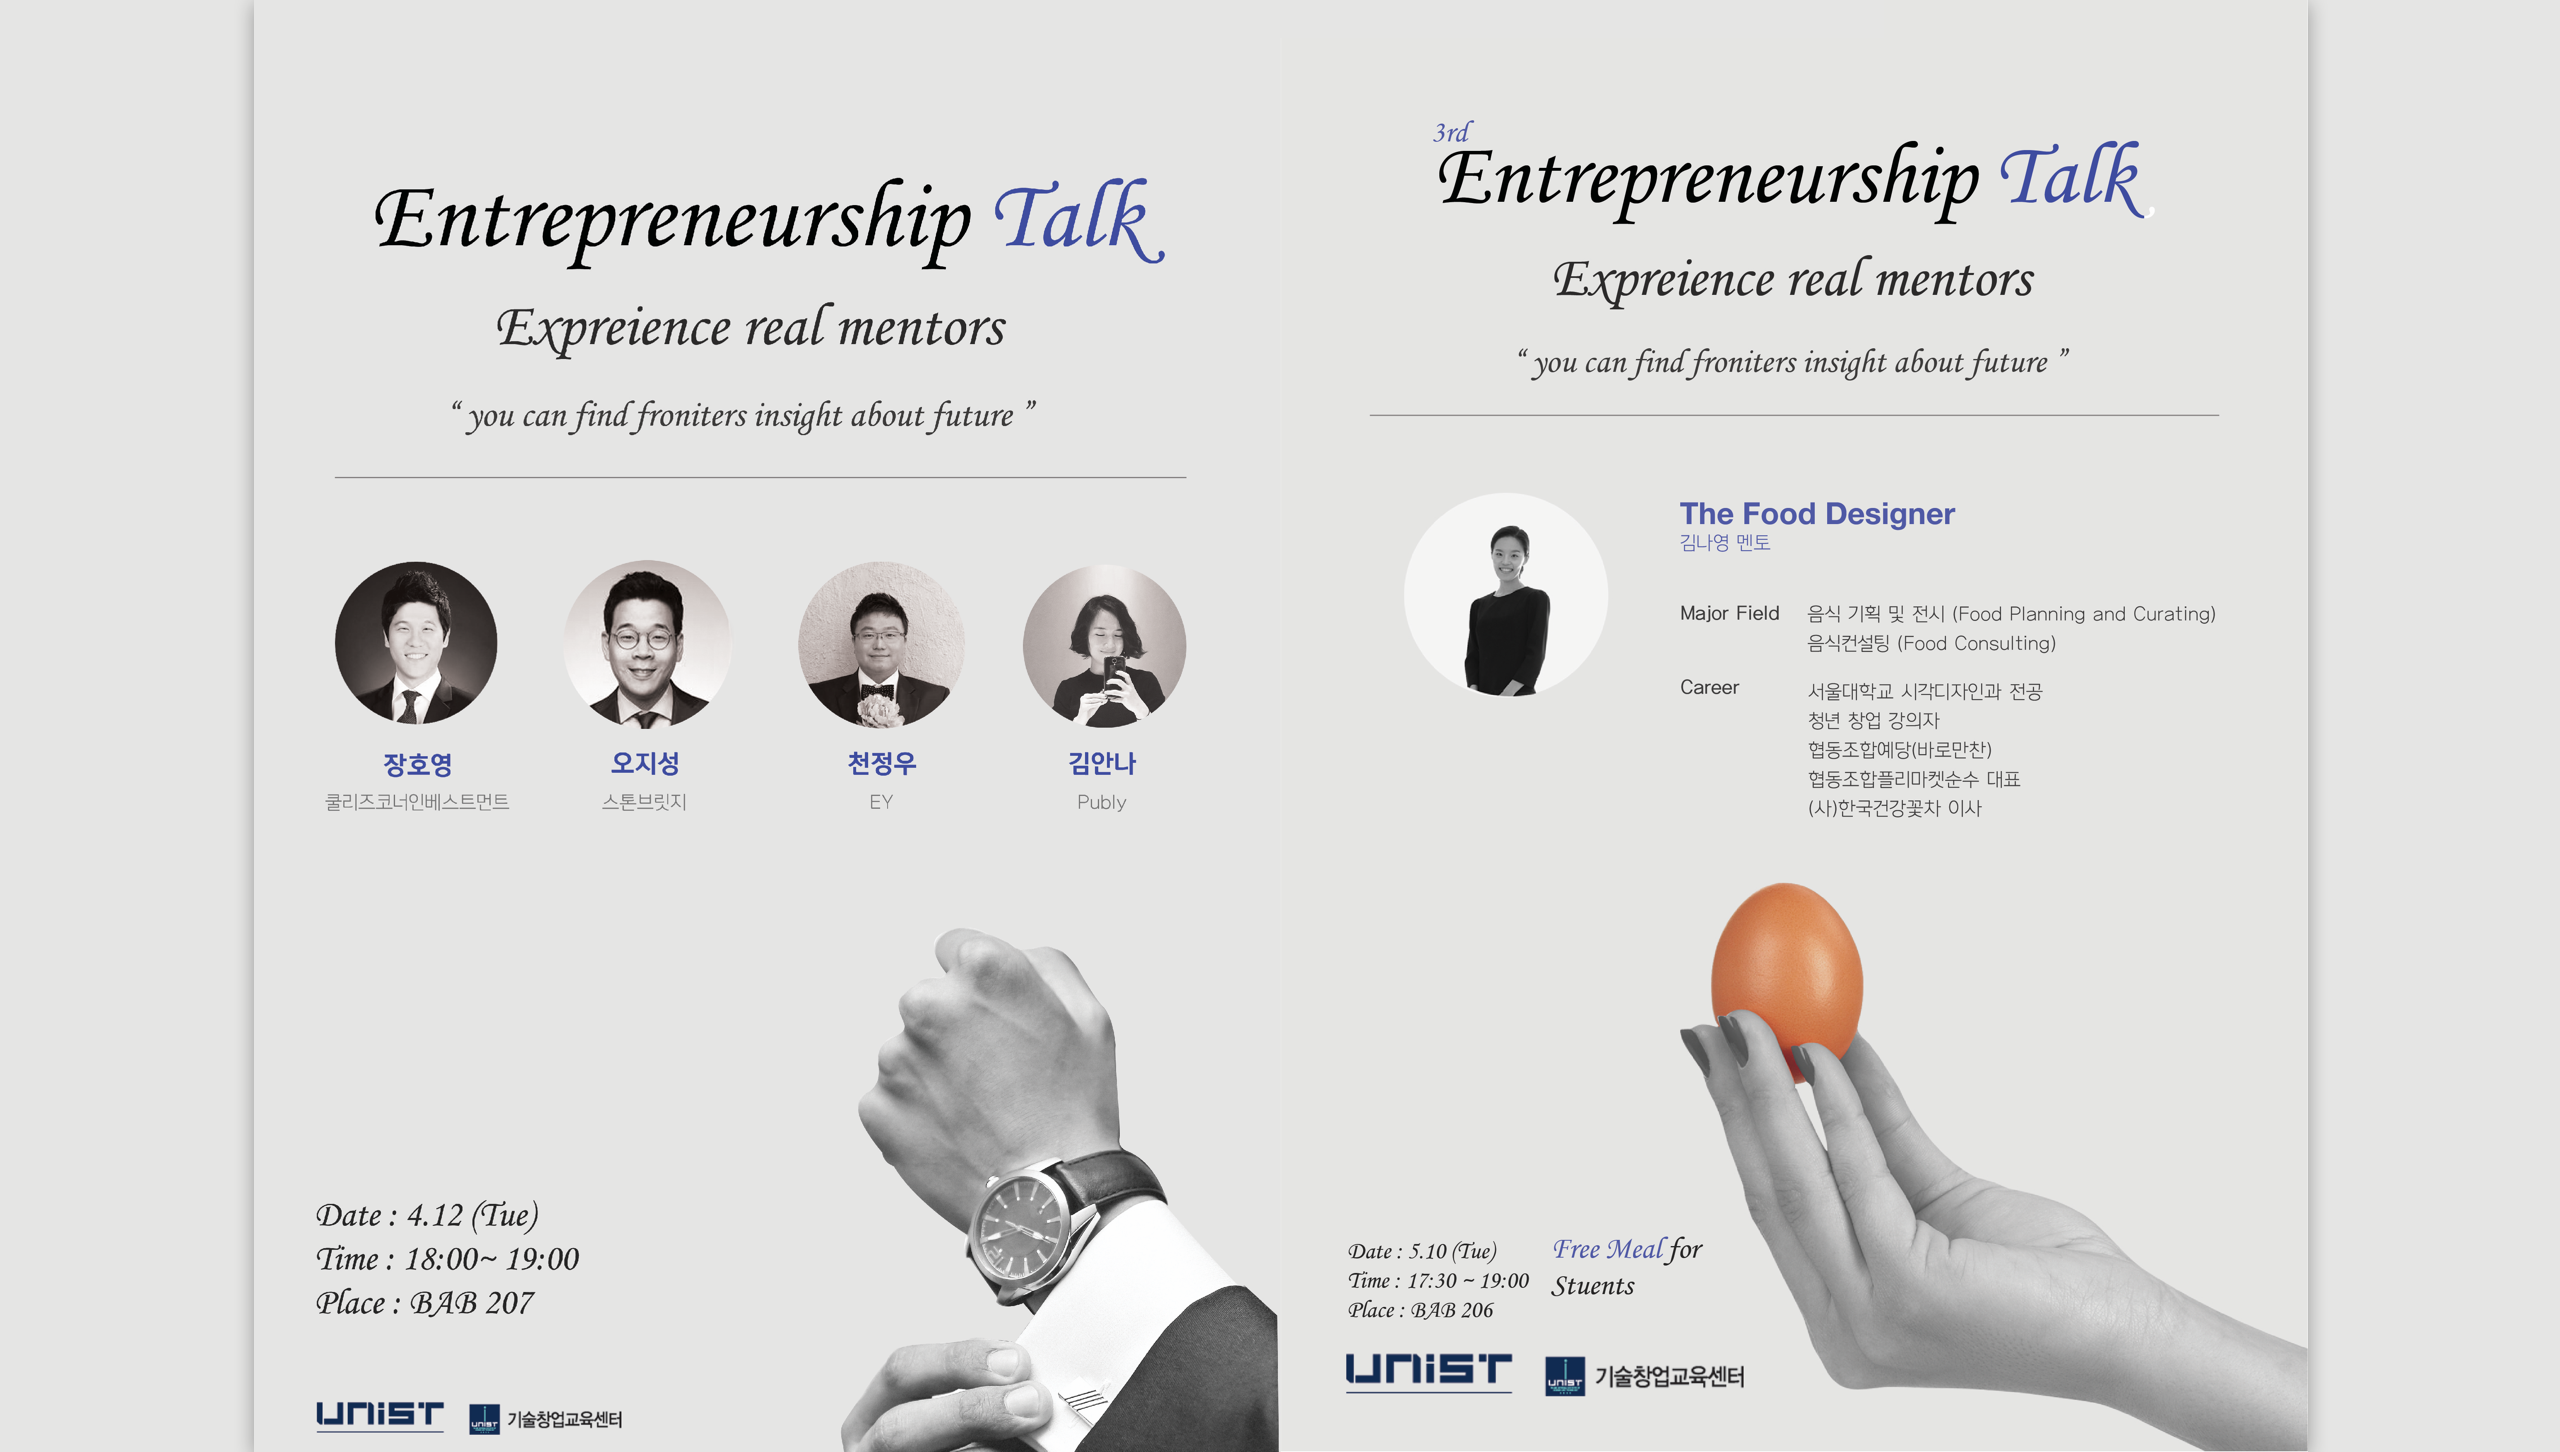 Entrepreneurship Talk
Expreience real mentors
“ you can find froniters insight about future ”
장호영
쿨리즈코너인베스트먼트
오지성
스톤브릿지
천정우
EY
김안나
Publy
Date : 4.12 (Tue)
Time : 18:00~ 19:00
Place : BAB 207
UNIST
UNIST
기술창업교육센터
3rd
Entrepreneurship Talk,
Expreience real mentors
“ you can find froniters insight about future ”
The Food Designer
김나영 멘토
Major Field 음식 기획 및 전시 (Food Planning and Curating)
음식컨설팅 (Food Consulting)
Career 서울대학교 시각디자인과 전공
청년 창업 강의자
협동조합예당(바로만찬)
협동조합플리마켓순수 대표
(사)한국건강꽃차 이사
Date : 5.10 (Tue)
Time : 17:30 ~ 19:00
Place : BAB 206
Free Meal for
Stuents
UNIST
UNIST
기술창업교육센터